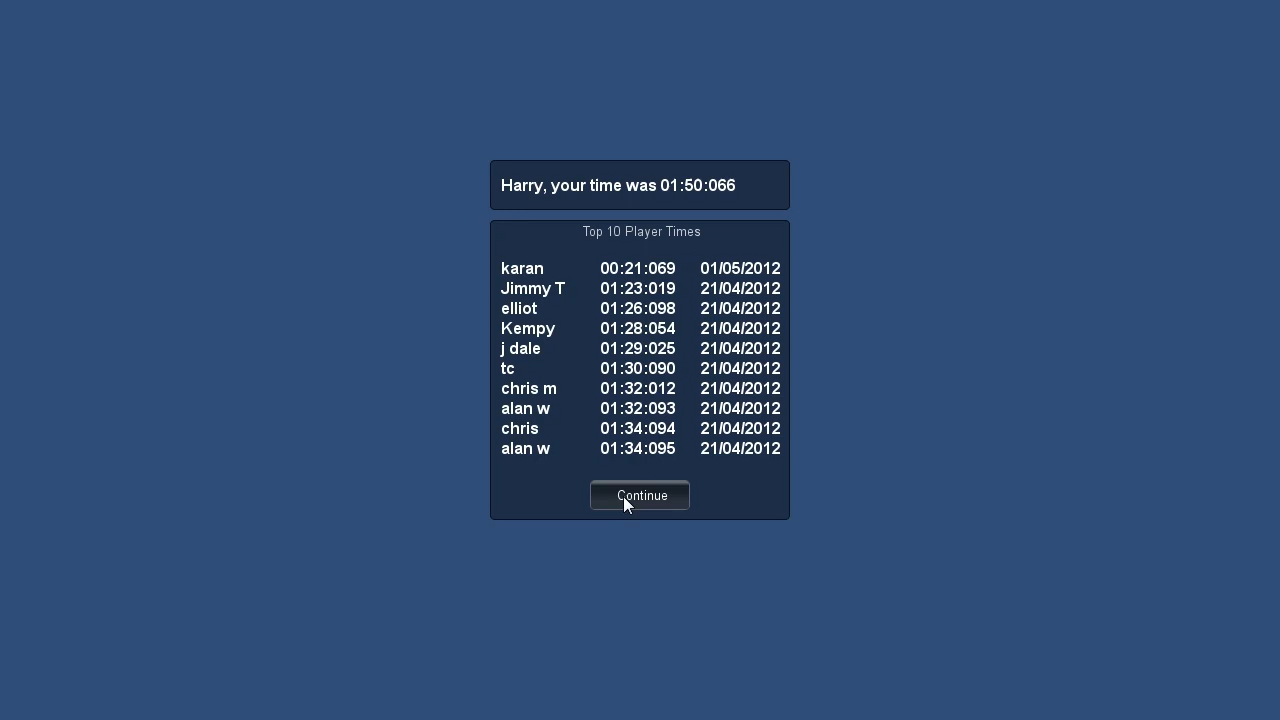 Harry, your time was 01:50:066
Top 10 Player Times
karan 00:21:069 01/05/2012
Jimmy T 01:23:019 21/04/2012
elliot 01:26:098 21/04/2012
Kempy 01:28:054 21/04/2012
j dale 01:29:025 21/04/2012
tc 01:30:090 21/04/2012
chris m 01:32:012 21/04/2012
alan w 01:32:093 21/04/2012
chris 01:34:094 21/04/2012
alan w 01:34:095 21/04/2012
Continue